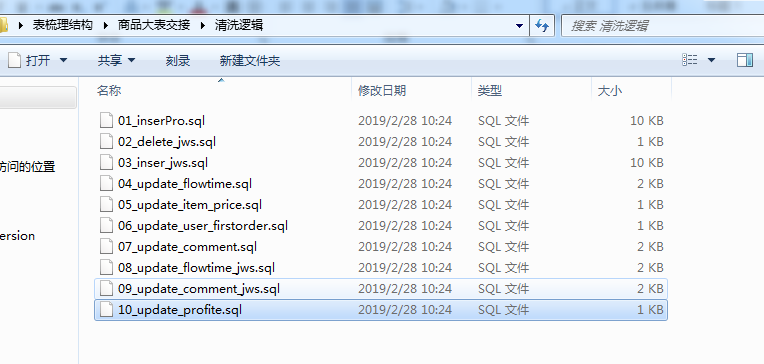 表梳理结构 商品大表交接 清洗逻辑 搜索 清洗逻辑
打开 共享 刻录 新建文件夹
名称 修改日期 类型 大小
01_inserPro.sql 2019/2/28 10:24 SQL 文件 10 KB
02_delete_jws.sql 2019/2/28 10:24 SQL 文件 1 KB
03_inser_jws.sql 2019/2/28 10:24 SQL 文件 10 KB
访问的位置
04_update_flowtime.sql 2019/2/28 10:24 SQL 文件 2 KB
05_update_item_price.sql 2019/2/28 10:24 SQL 文件 1 KB
06_update_user_firstorder.sql 2019/2/28 10:24 SQL 文件 1 KB
ersion
07_update_comment.sql 2019/2/28 10:24 SQL 文件 2 KB
08_update_flowtime_jws.sql 2019/2/28 10:24 SQL 文件 2 KB
09_update_comment_jws.sql 2019/2/28 10:24 SQL 文件 2 KB
10_update_profite.sql 2019/2/28 10:24 SQL 文件 1 KB